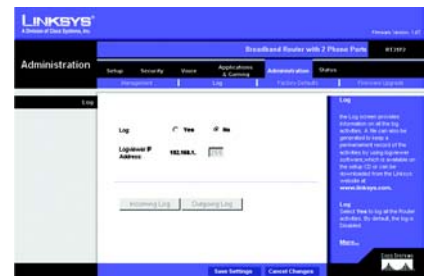 LINKSYS®
A Division of Cisco Systems, Inc.
Firmware Version: 1.07
Broadband Router with 2 Phone Ports
RT31P2
Administration
Setup
Security
Voice
Applications & Gaming
Administration
Status
Management
Log
Factory Defaults
Firmware Upgrade
Log
Log:
Yes
No
Logviewer IP
Address:
192.168.1.
255
Incoming Log
Outgoing Log
Log
the Log screen provides
information on all the log
activities. A file can also be
generated to keep a
permanent record of the
activities by using logviewer
software, which is available on
the setup CD or can be
downloaded from the Linksys
website at
www.linksys.com.
Log
Select Yes to log all the Router
activities. By default, the log is
Disabled
More...
Save Settings
Cancel Changes
Cisco Systems